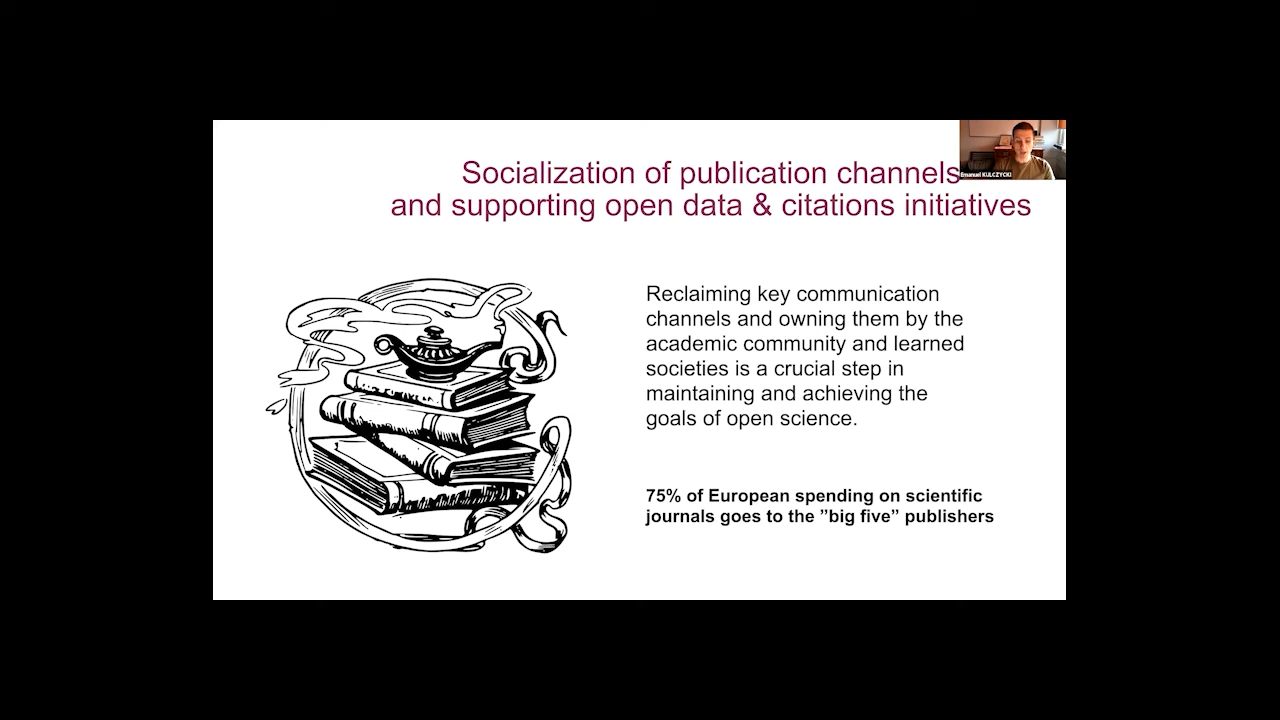 Socialization of publication channels
and supporting open data & citations initiatives
Emanuel KULCZYCKI
Reclaiming key communication
channels and owning them by the
academic community and learned
societies is a crucial step in
maintaining and achieving the
goals of open science.
75% of European spending on scientific
journals goes to the ”big five” publishers